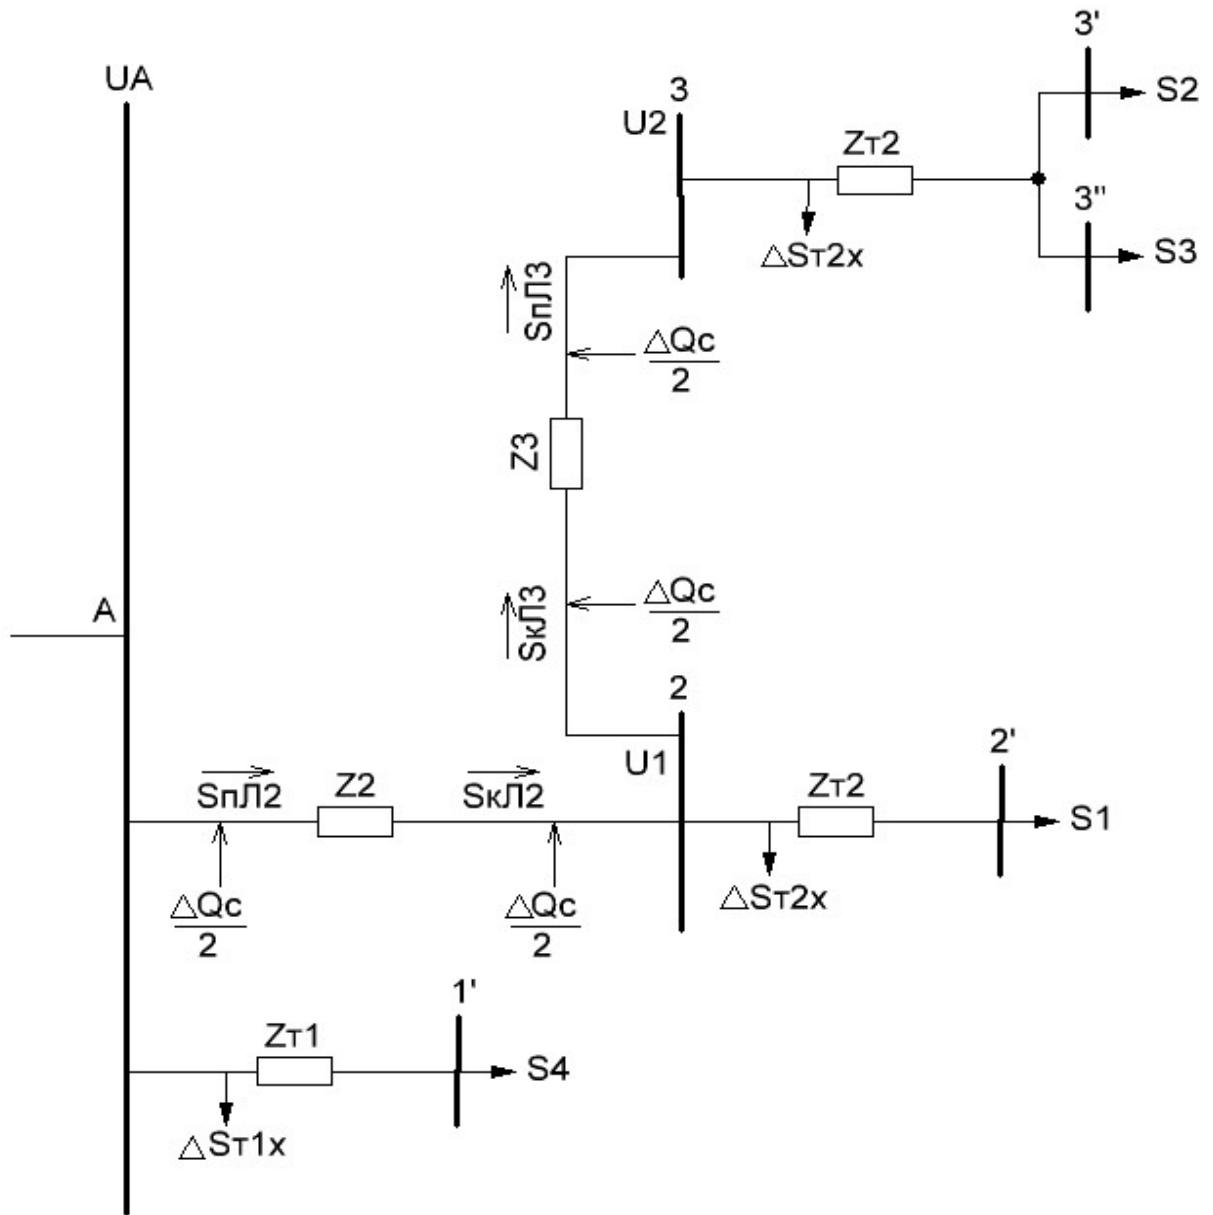 3'
UA
3
S2
U2
Zт2
3"
△Sт2х
S3
SпЛ3
△Qc
2
Z3
SкЛ3
△Qc
2
A
2
U1
2'
SпЛ2
Z2
SкЛ2
Zт2
S1
△Qc
2
△Qc
2
△Sт2х
1'
Zт1
S4
△Sт1х